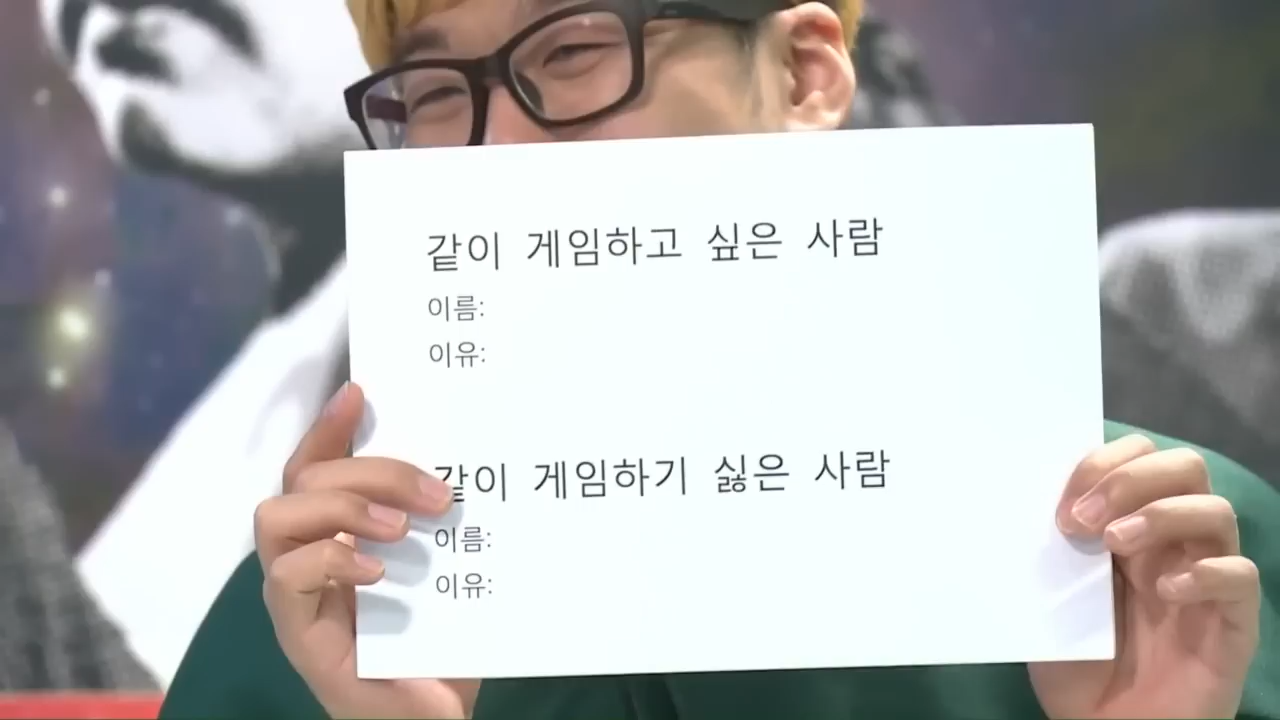 같이 게임하고 싶은 사람
이름:
이유:
같이 게임하기 싫은 사람
이름:
이유: